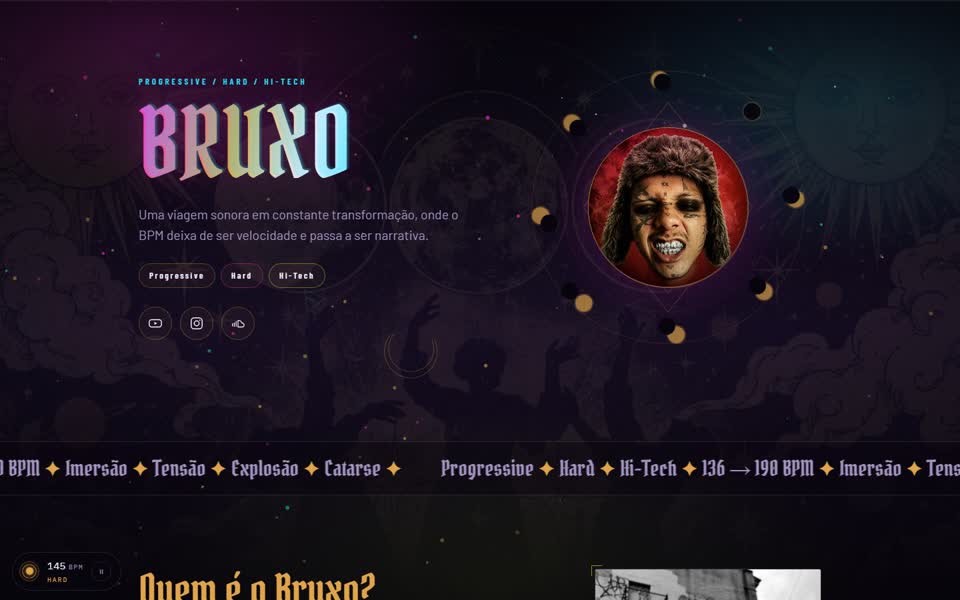 PROGRESSIVE / HARD / HI-TECH
BRUXO
Uma viagem sonora em constante transformação, onde o
BPM deixa de ser velocidade e passa a ser narrativa.
Progressive Hard Hi-Tech
BPM ✦ Imersão ✦ Tensão ✦ Explosão ✦ Catarse ✦ Progressive ✦ Hard ✦ Hi-Tech ✦ 136 → 190 BPM ✦ Imersão ✦
145 BPM
HARD
Quem é o Bruxo?